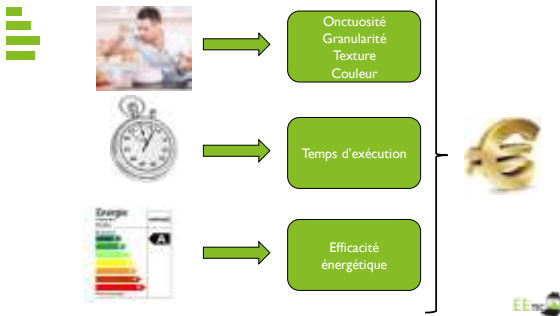 Onctuosité
Granularité
Texture
Couleur
Temps d'exécution
Energie
A
Efficacité
énergétique